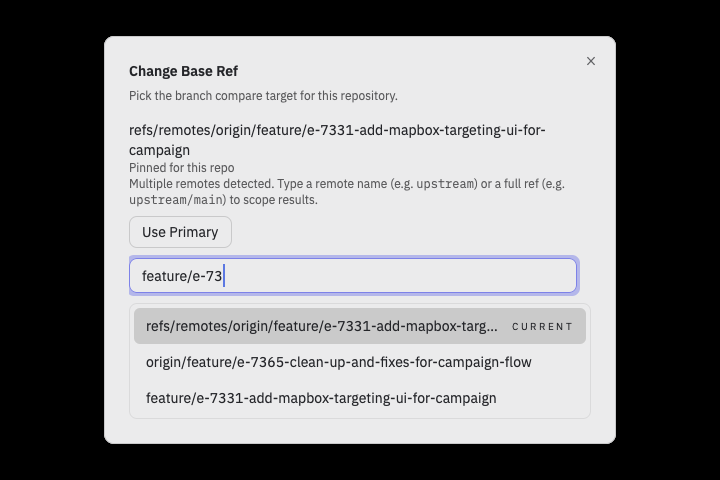 Change Base Ref
Pick the branch compare target for this repository.
refs/remotes/origin/feature/e-7331-add-mapbox-targeting-ui-for-
campaign
Pinned for this repo
Multiple remotes detected. Type a remote name (e.g. upstream) or a full ref (e.g.
upstream/main) to scope results.
Use Primary
feature/e-73
refs/remotes/origin/feature/e-7331-add-mapbox-targ... CURRENT
origin/feature/e-7365-clean-up-and-fixes-for-campaign-flow
feature/e-7331-add-mapbox-targeting-ui-for-campaign